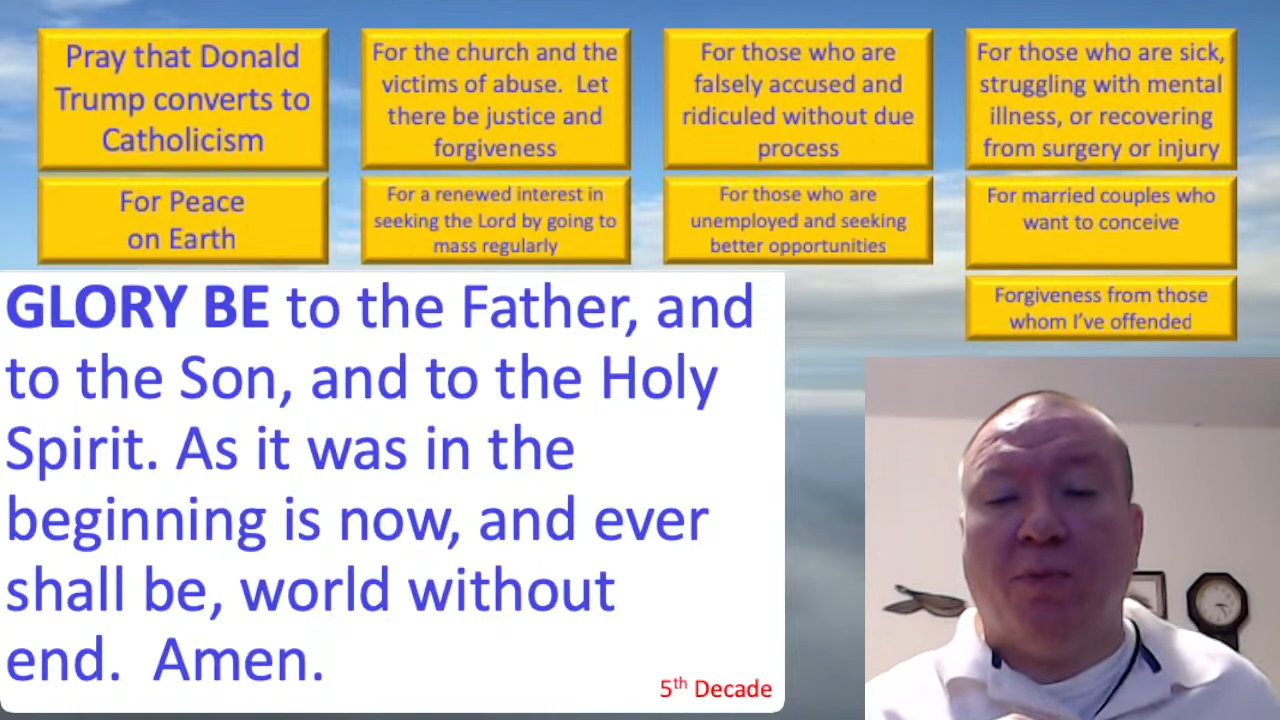 Pray that Donald
Trump converts to
Catholicism
For the church and the
victims of abuse.  Let
there be justice and
forgiveness
For those who are
falsely accused and
ridiculed without due
process
For those who are sick,
struggling with mental
illness, or recovering
from surgery or injury
For Peace
on Earth
For a renewed interest in
seeking the Lord by going to
mass regularly
For those who are
unemployed and seeking
better opportunities
For married couples who
want to conceive
Forgiveness from those
whom I've offended
GLORY BE to the Father, and
to the Son, and to the Holy
Spirit. As it was in the
beginning is now, and ever
shall be, world without
end.  Amen.
5th Decade